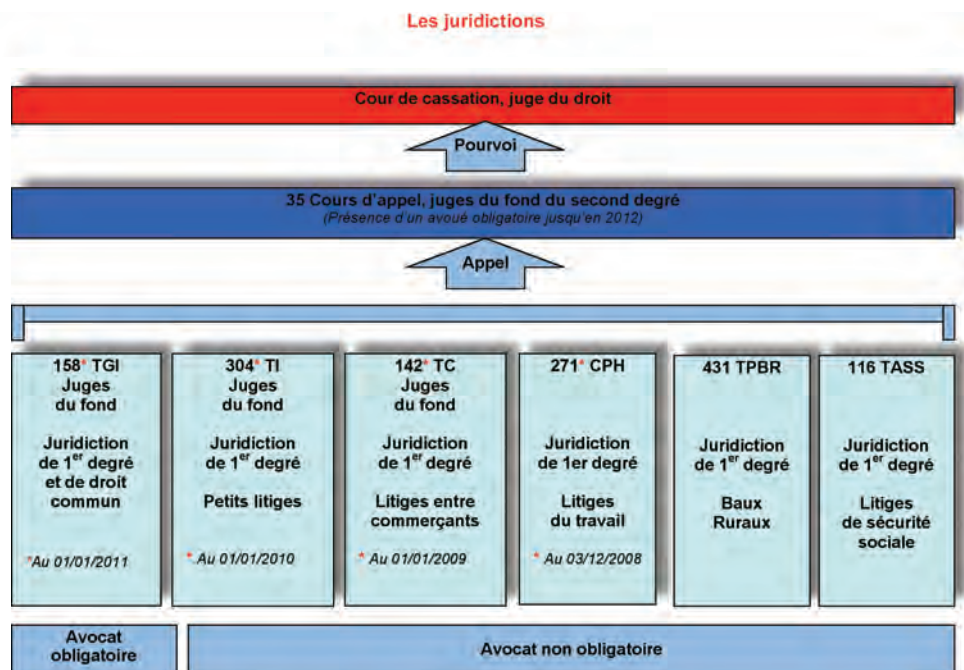 Les juridictions
Cour de cassation, juge du droit
Pourvoi
35 Cours d'appel, juges du fond du second degré
(Présence d'un avoué obligatoire jusqu'en 2012)
Appel
158* TGI
Juges
du fond
Juridiction
de 1er degré
et de droit
commun
*Au 01/01/2011
304* TI
Juges
du fond
Juridiction
de 1er degré
Petits litiges
* Au 01/01/2010
142* TC
Juges
du fond
Juridiction
de 1er degré
Litiges entre
commerçants
* Au 01/01/2009
271* CPH
Juridiction
de 1er degré
Litiges
du travail
* Au 03/12/2008
431 TPBR
Juridiction
de 1er degré
Baux
Ruraux
116 TASS
Juridiction
de 1er degré
Litiges
de sécurité
sociale
Avocat
obligatoire
Avocat non obligatoire